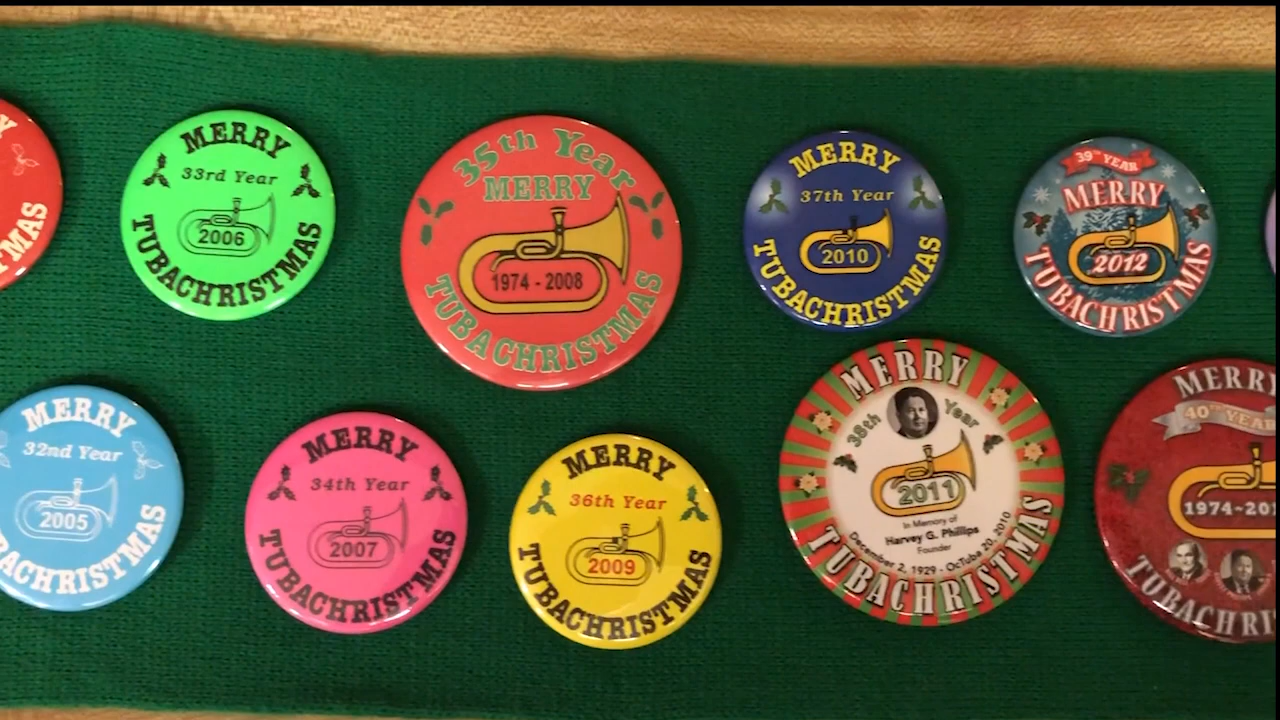 Y
TMAS
MERRY
33rd Year
2006
TUBACHRISTMAS
35th Year
MERRY
1974 - 2008
TUBACHRISTMAS
MERRY
37th Year
2010
TUBACHRISTMAS
39TH YEAR
MERRY
2012
TUBACHRISTMAS
MERRY
32nd Year
2005
BACHRISTMAS
MERRY
34th Year
2007
TUBACHRISTMAS
MERRY
36th Year
2009
TUBACHRISTMAS
MERRY
38th Year
2011
In Memory of
Harvey G. Phillips
Founder
December 2, 1929 - OcTuba 20, 2010
TUBACHRISTMAS
MERRY
40TH YEAR
1974~201
TUBACHRI